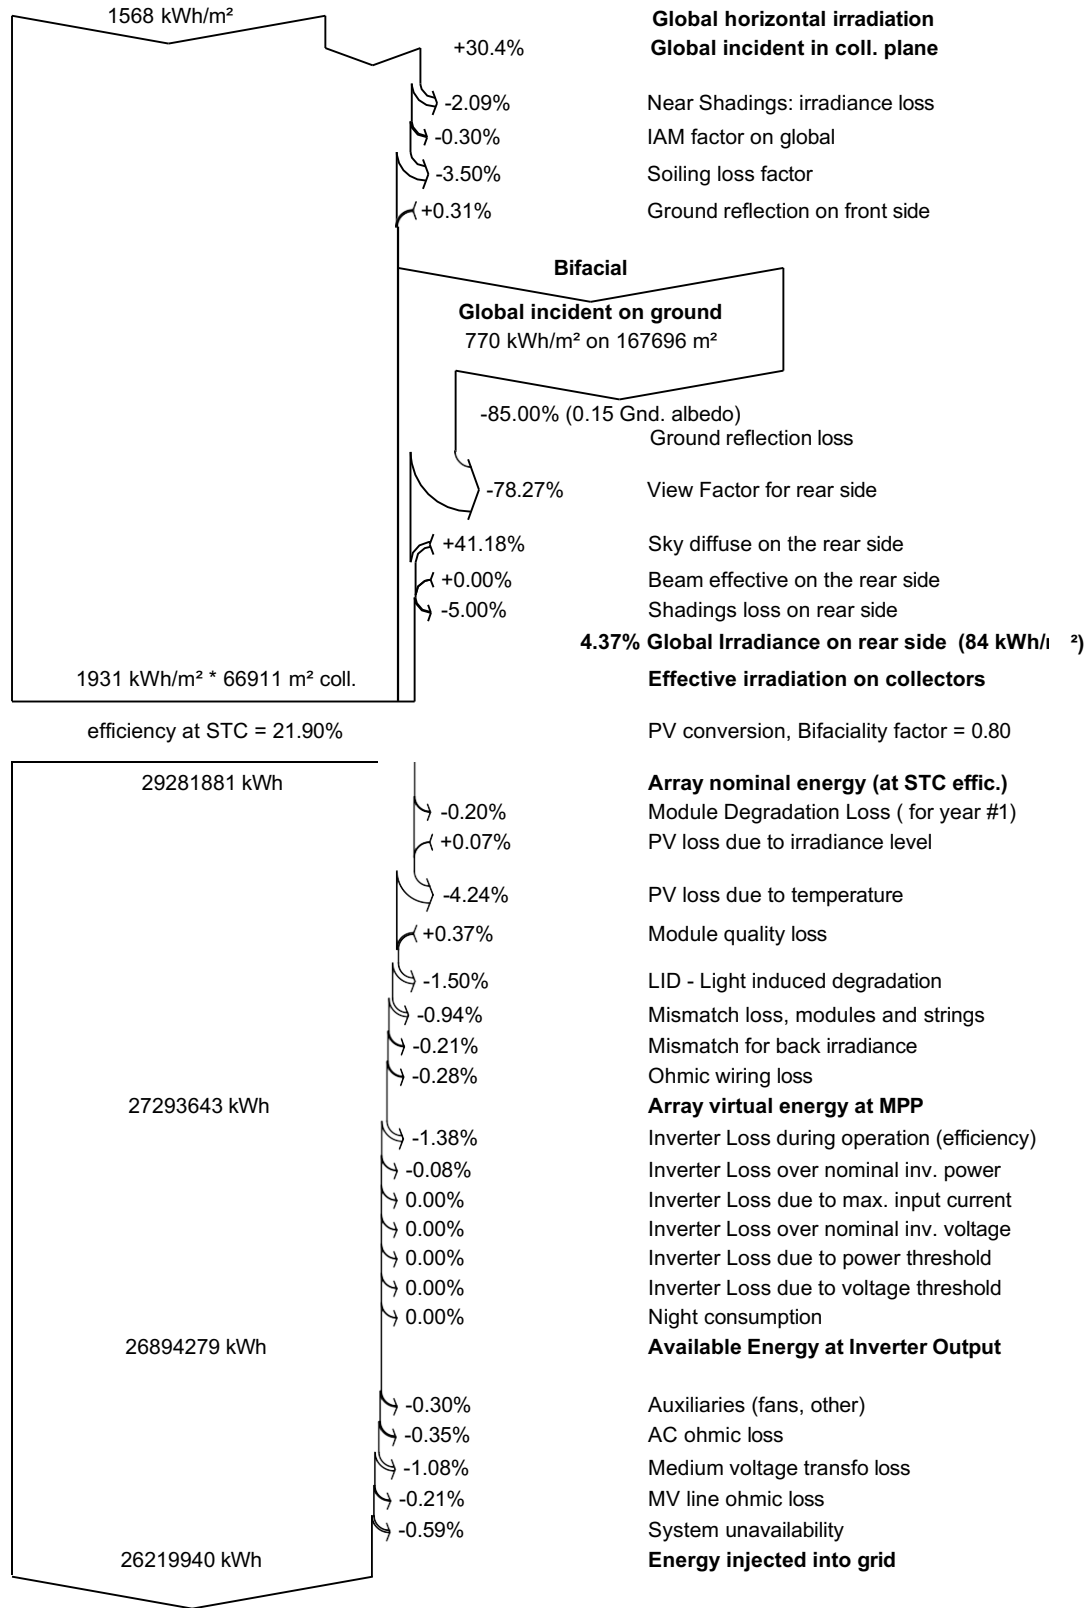 1568 kWh/m² Global horizontal irradiation
+30.4% Global incident in coll. plane
-2.09% Near Shadings: irradiance loss
-0.30% IAM factor on global
-3.50% Soiling loss factor
+0.31% Ground reflection on front side
Bifacial
Global incident on ground
770 kWh/m² on 167696 m²
-85.00% (0.15 Gnd. albedo)
Ground reflection loss
-78.27% View Factor for rear side
+41.18% Sky diffuse on the rear side
+0.00% Beam effective on the rear side
-5.00% Shadings loss on rear side
4.37% Global Irradiance on rear side (84 kWh/ ²)
1931 kWh/m² * 66911 m² coll. Effective irradiation on collectors
efficiency at STC = 21.90% PV conversion, Bifaciality factor = 0.80
29281881 kWh Array nominal energy (at STC effic.)
-0.20% Module Degradation Loss ( for year #1)
+0.07% PV loss due to irradiance level
-4.24% PV loss due to temperature
+0.37% Module quality loss
-1.50% LID - Light induced degradation
-0.94% Mismatch loss, modules and strings
-0.21% Mismatch for back irradiance
-0.28% Ohmic wiring loss
27293643 kWh Array virtual energy at MPP
-1.38% Inverter Loss during operation (efficiency)
-0.08% Inverter Loss over nominal inv. power
0.00% Inverter Loss due to max. input current
0.00% Inverter Loss over nominal inv. voltage
0.00% Inverter Loss due to power threshold
0.00% Inverter Loss due to voltage threshold
0.00% Night consumption
26894279 kWh Available Energy at Inverter Output
-0.30% Auxiliaries (fans, other)
-0.35% AC ohmic loss
-1.08% Medium voltage transfo loss
-0.21% MV line ohmic loss
-0.59% System unavailability
26219940 kWh Energy injected into grid